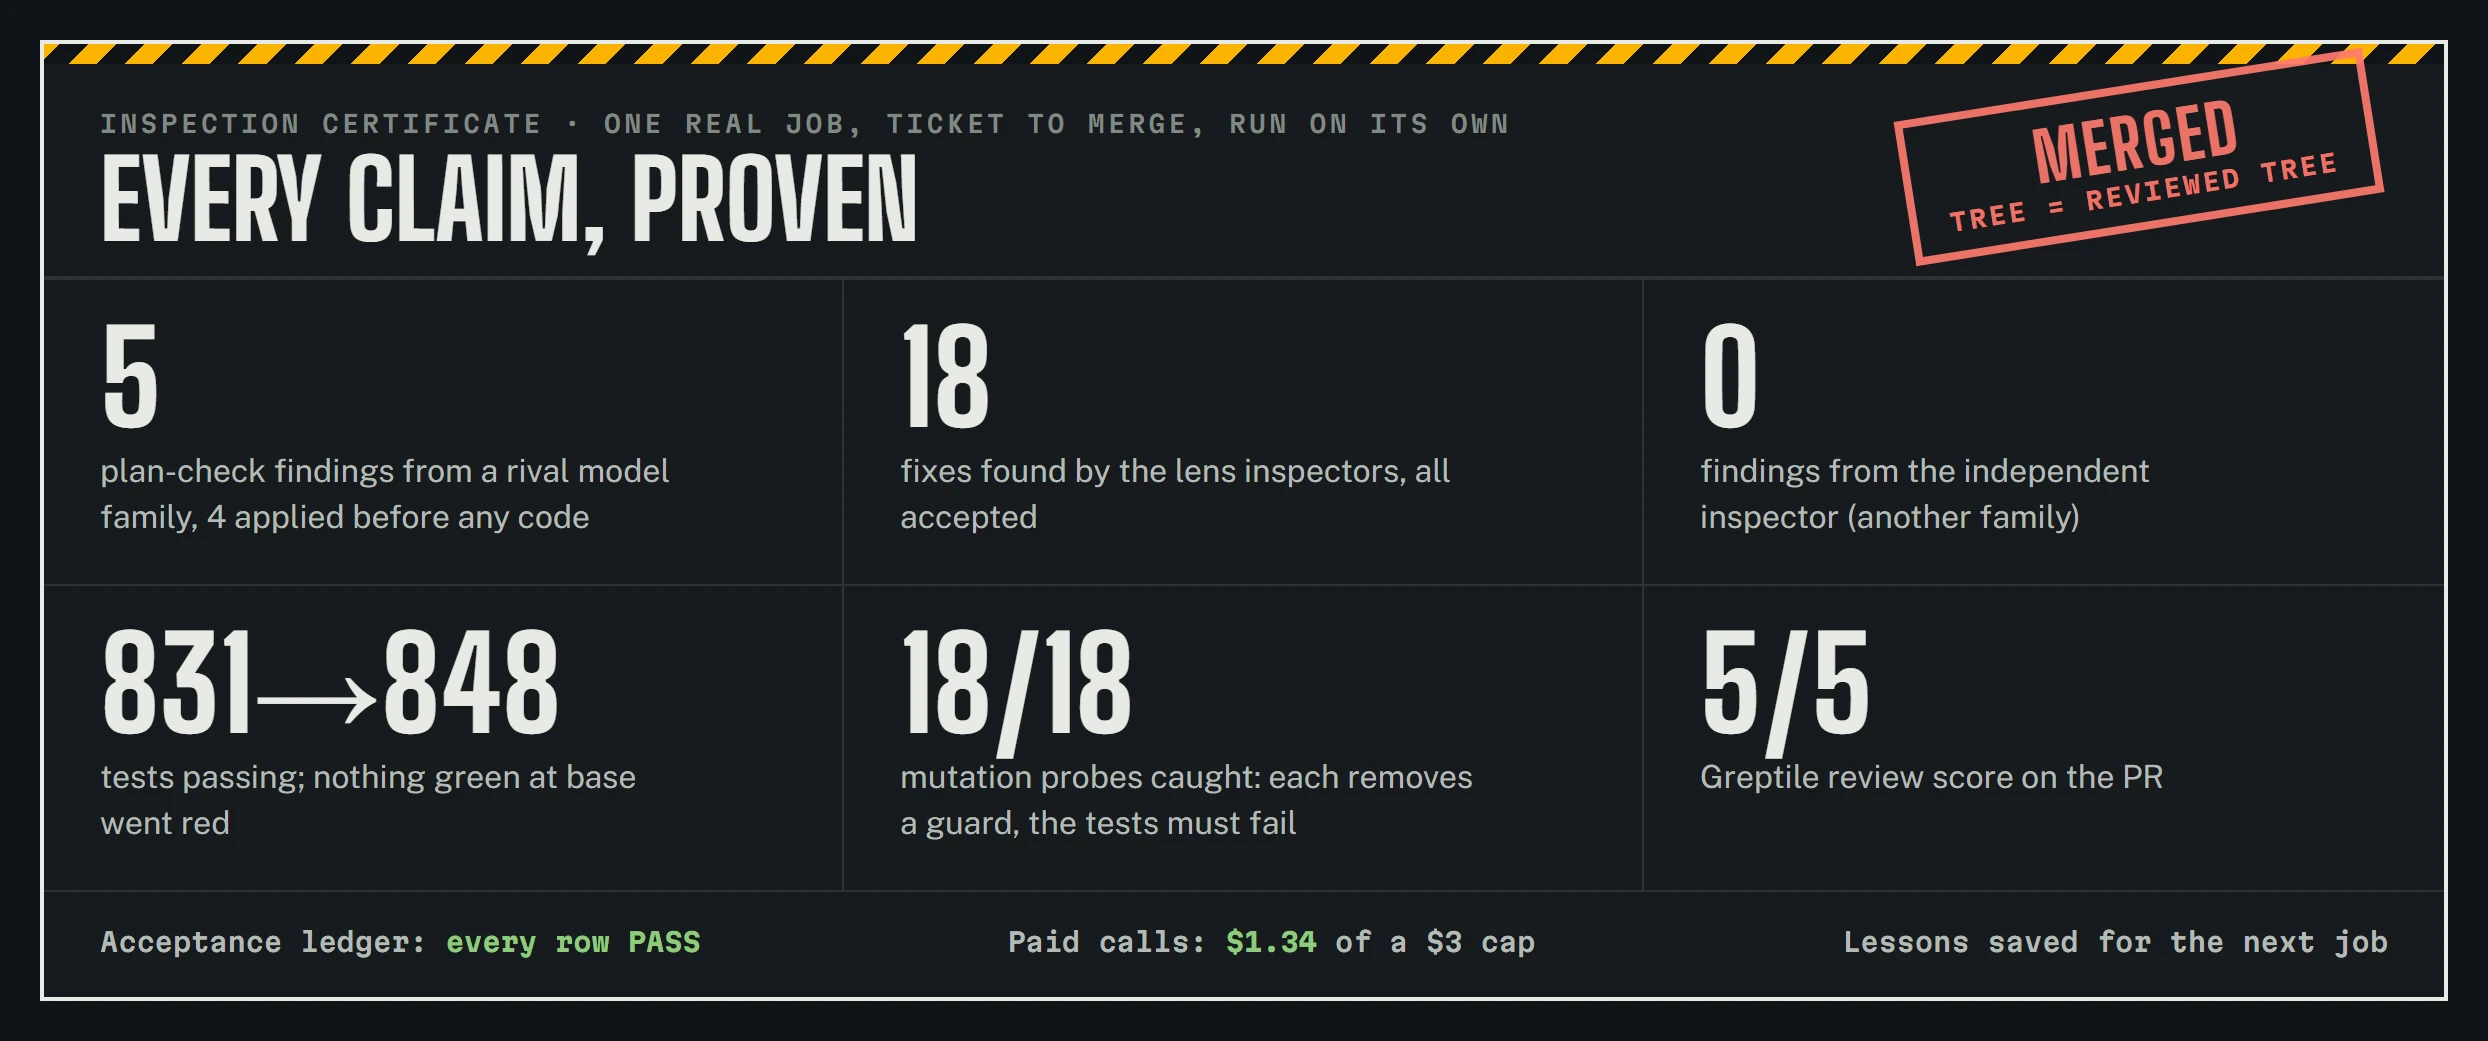 INSPECTION CERTIFICATE · ONE REAL JOB, TICKET TO MERGE, RUN ON ITS OWN
EVERY CLAIM, PROVEN
MERGED
TREE = REVIEWED TREE
5
plan-check findings from a rival model
family, 4 applied before any code
18
fixes found by the lens inspectors, all
accepted
0
findings from the independent
inspector (another family)
831→848
tests passing; nothing green at base
went red
18/18
mutation probes caught: each removes
a guard, the tests must fail
5/5
Greptile review score on the PR
Acceptance ledger: every row PASS
Paid calls: $1.34 of a $3 cap
Lessons saved for the next job